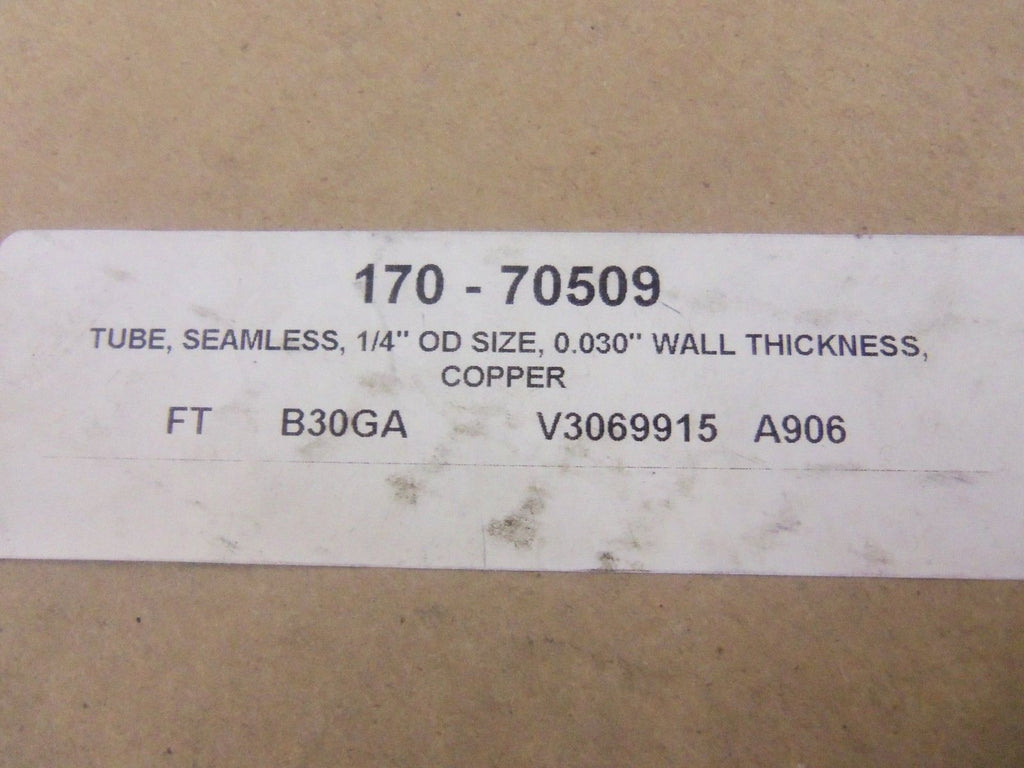 170 - 70509
TUBE, SEAMLESS, 1/4" OD SIZE, 0.030" WALL THICKNESS,
COPPER
FT B30GA V3069915 A906